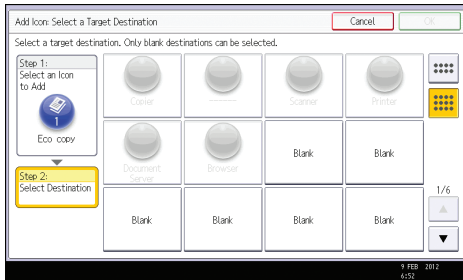 Add Icon: Select a Target Destination
Cancel
OK
Select a target destination. Only blank destinations can be selected.
Step 1:
Select an Icon
to Add
1
Eco copy
Step 2:
Select Destination
Copier
Scanner
Printer
Document
Server
Browser
Blank
Blank
Blank
Blank
Blank
Blank
1/6
9 FEB 2012
6:52